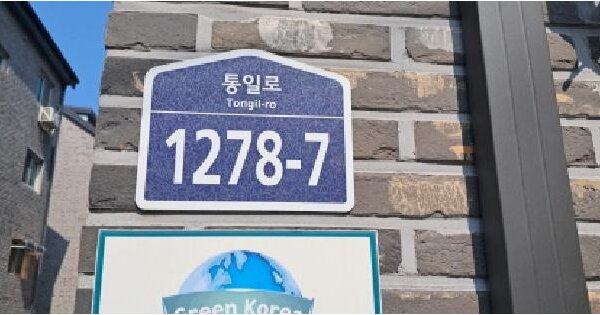 통일로
Tongil-ro
1278-7
Green Korea